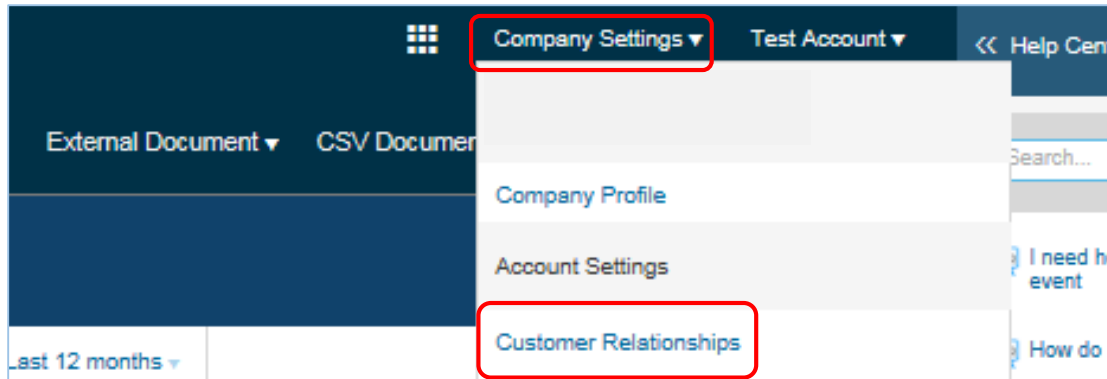 Company Settings ▾ Test Account ▾ << Help Cen
External Document ▾ CSV Documen
Search...
Company Profile
Account Settings
I need h
event
Customer Relationships
How do
Last 12 months ▾